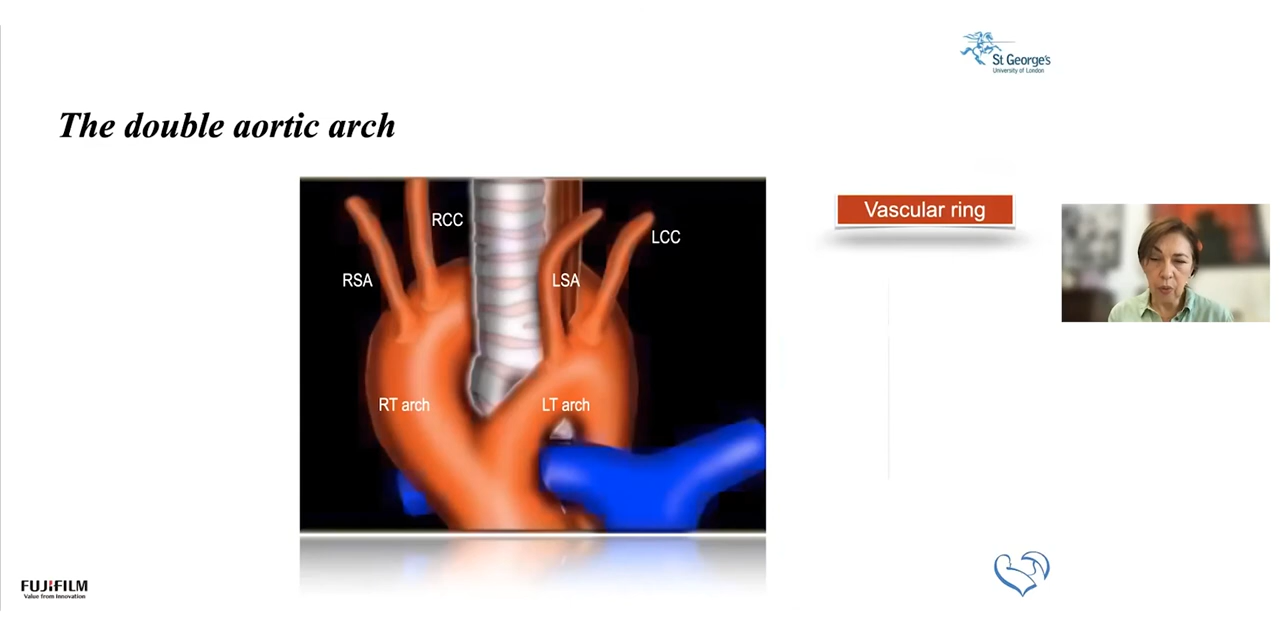 St George's
University of London
The double aortic arch
Vascular ring
RCC
LCC
RSA
LSA
RT arch
LT arch
FUJIFILM
Value from Innovation